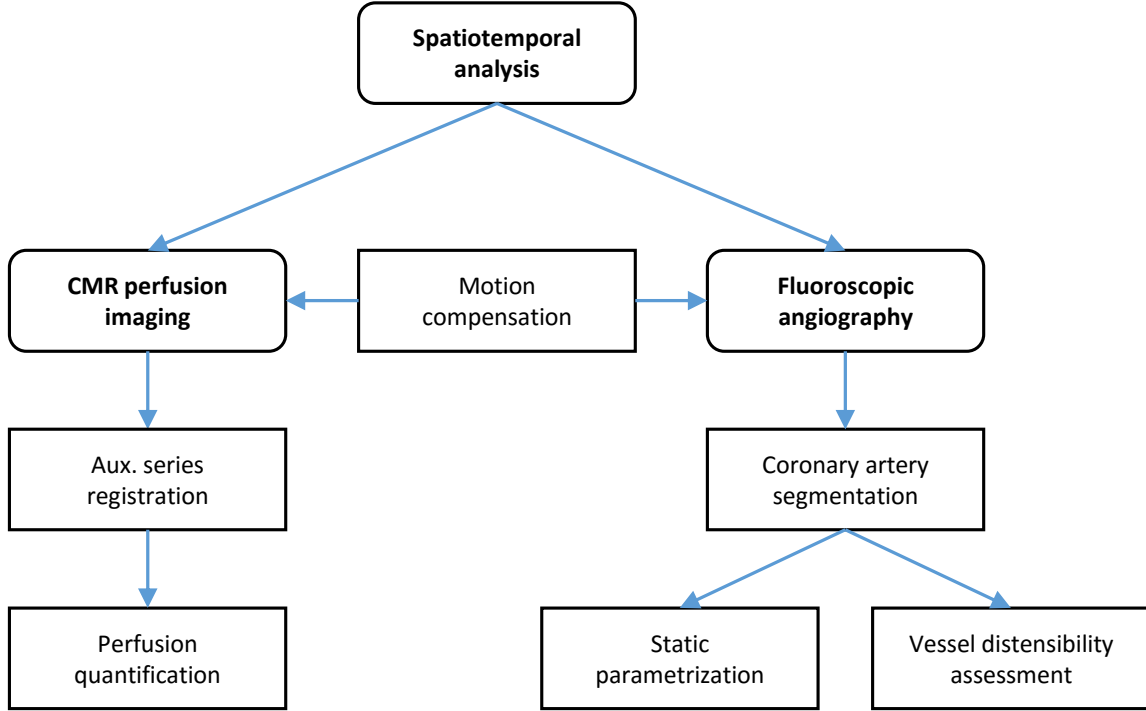 Spatiotemporal
analysis
CMR perfusion
imaging
Motion
compensation
Fluoroscopic
angiography
Aux. series
registration
Coronary artery
segmentation
Perfusion
quantification
Static
parametrization
Vessel distensibility
assessment